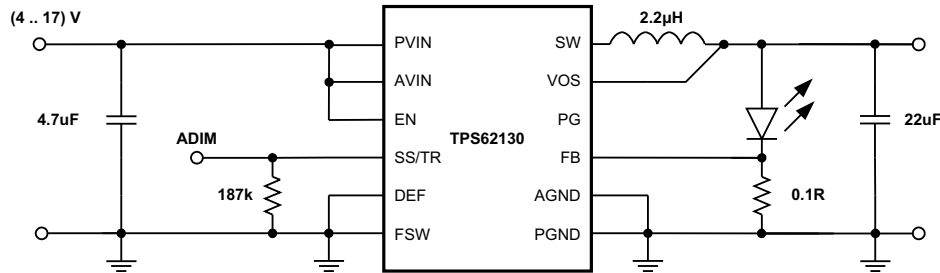 (4 .. 17) V
2.2µH
PVIN
SW
AVIN
VOS
4.7uF
EN
PG
22uF
ADIM
TPS62130
SS/TR
FB
187k
DEF
AGND
0.1R
FSW
PGND